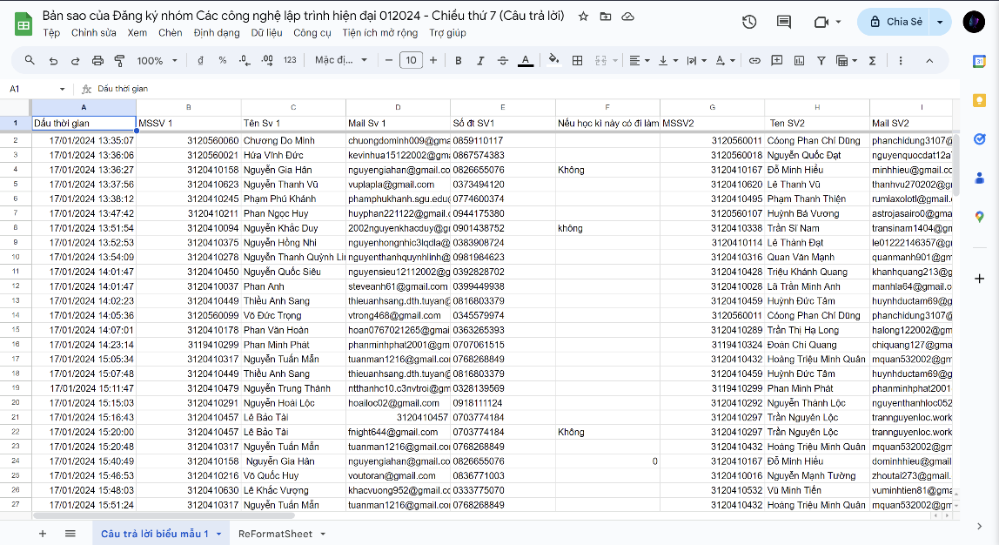 Bản sao của Đăng ký nhóm Các công nghệ lập trình hiện đại 012024 - Chiều thứ 7 (Câu trả lời)
Tệp Chỉnh sửa Xem Chèn Định dạng Dữ liệu Công cụ Tiện ích mở rộng Trợ giúp
Chia Sẻ
100% đ % .0 .00 123 Mặc đị... 10 B I A
A1 fx Dấu thời gian
A B C D E F G H I
1 Dấu thời gian MSSV 1 Tên Sv 1 Mail Sv 1 Số đt SV1 Nếu học kì này có đi làm MSSV2 Ten SV2 Mail SV2
2 17/01/2024 13:35:07 3120560060 Chương Do Minh chuongdominh009@gma 0859110117 3120560011 Cóong Phan Chí Dũng phanchidung3107@
3 17/01/2024 13:36:06 3120560021 Hứa Vĩnh Đức kevinhua15122002@gm 0867574383 3120560018 Nguyễn Quốc Đạt nguyenquocdat12a
4 17/01/2024 13:36:27 3120410158 Nguyễn Gia Hân nguyengiahan@gmail.co 0826655076 Không 3120410167 Đỗ Minh Hiếu minhhieu@gmail.co
5 17/01/2024 13:37:56 3120410623 Nguyễn Thanh Vũ vuplapla@gmail.com 0373494120 3120410620 Lê Thanh Vũ thanhvu270202@g
6 17/01/2024 13:38:12 3120410245 Phạm Phú Khánh phamphukhanh.sgu.edu 0774600374 3120410495 Phạm Thanh Thiện rumiaxolotl@gmail.
7 17/01/2024 13:47:42 3120410211 Phan Ngọc Huy huyphan221122@gmail. 0944175380 3120560107 Huỳnh Bá Vương astrojasairo0@gma
8 17/01/2024 13:51:54 3120410094 Nguyễn Khắc Duy 2002nguyenkhacduy@g 0901438752 không 3120410338 Trần Sĩ Nam transinam1404@gm
9 17/01/2024 13:52:53 3120410375 Nguyễn Hồng Nhi nguyenhongnhic3lqdla@ 0383908724 3120410114 Lê Thành Đạt le01222146357@g
10 17/01/2024 13:54:09 3120410278 Nguyễn Thanh Quỳnh Li nguyenthanhquynhlinh@ 0981984623 3120410316 Quan Văn Mạnh quanmanh901@gm
11 17/01/2024 14:01:47 3120410450 Nguyễn Quốc Siêu nguyensieu12112002@g 0392828702 3120410428 Triệu Khánh Quang khanhquang213@g
12 17/01/2024 14:01:47 3120410037 Phan Anh steveanh61@gmail.com 0399449938 3120410028 Lã Trần Minh Anh manhla64@gmail.c
13 17/01/2024 14:02:23 3120410449 Thiều Anh Sang thieuanhsang.dth.tuyan 0816803379 3120410459 Huỳnh Đức Tâm huynhductam69@g
14 17/01/2024 14:05:36 3120560099 Võ Đức Trọng vtrong468@gmail.com 0345579974 3120560011 Cóong Phan Chí Dũng phanchidung3107@
15 17/01/2024 14:07:01 3120410178 Phan Văn Hoàn hoan0767021265@gmai 0363265393 3120410289 Trần Thị Hạ Long halong122002@gm
16 17/01/2024 14:23:14 3119410299 Phan Minh Phát phanminhphat2001@gm 0707061515 3119410324 Đoàn Chí Quang chiquang127@gma
17 17/01/2024 15:05:34 3120410317 Nguyễn Tuấn Mẫn tuanman1216@gmail.co 0768268849 3120410432 Hoàng Triệu Minh Quân mquan532002@gm
18 17/01/2024 15:07:48 3120410449 Thiều Anh Sang thieuanhsang.dth.tuyan 0816803379 3120410459 Huỳnh Đức Tâm huynhductam69@g
19 17/01/2024 15:11:47 3120410479 Nguyễn Trung Thành ntthanhc10.c3nvtroi@gm 0328139569 3119410299 Phan Minh Phát phanminhphat2001
20 17/01/2024 15:15:03 3120410291 Nguyễn Hoài Lộc hoailoc02@gmail.com 0918111124 3120410292 Nguyễn Thành Lộc nguyenthanhloc052
21 17/01/2024 15:16:43 3120410457 Lê Bảo Tài 3120410457 0703774184 3120410297 Trần Nguyên Lộc trannguyenloc.work
22 17/01/2024 15:20:00 3120410457 Lê Bảo Tài fnight644@gmail.com 0703774184 Không 3120410297 Trần Nguyên Lộc trannguyenloc.work
23 17/01/2024 15:20:48 3120410317 Nguyễn Tuấn Mẫn tuanman1216@gmail.co 0768268849 3120410432 Hoàng Triệu Minh Quân mquan532002@gm
24 17/01/2024 15:40:49 3120410158 Nguyễn Gia Hân nguyengiahan@gmail.co 0826655076 0 3120410167 Đỗ Minh Hiếu dominhhieu@gmail
25 17/01/2024 15:46:53 3120410216 Võ Quốc Huy voutoran@gmail.com 0836771003 3120410016 Nguyễn Mạnh Tường zhoutai273@gmail.
26 17/01/2024 15:48:03 3120410630 Lê Khắc Vượng khacvuong952@gmail.co 0333775070 3120410532 Vũ Minh Tiến vuminhtien81@gma
27 17/01/2024 15:51:24 3120410317 Nguyễn Tuấn Mẫn tuanman1216@gmail.co 0768268849 3120410432 Hoàng Triệu Minh Quân mquan532002@gm
Câu trả lời biểu mẫu 1 ReFormatSheet